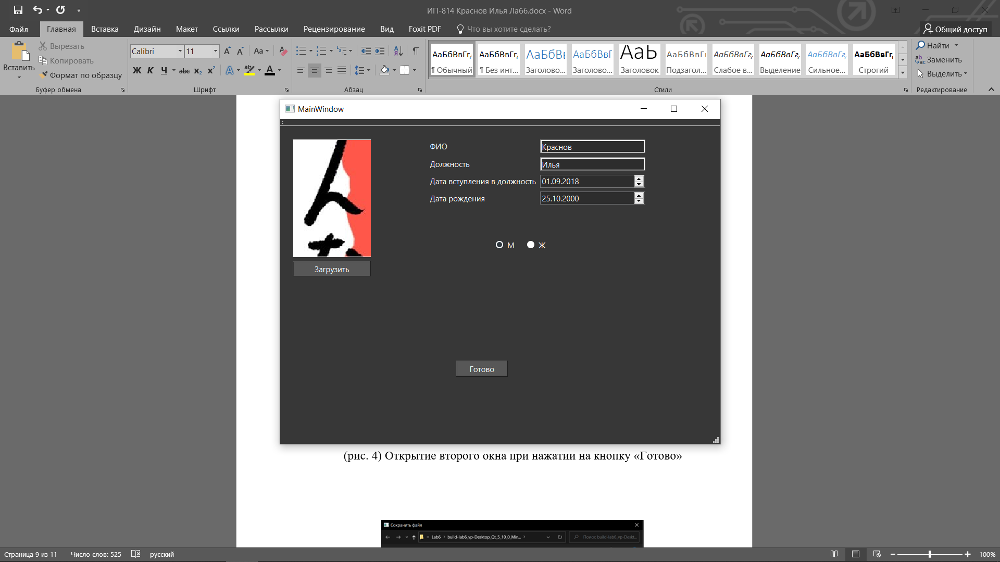 ИП-814 Краснов Илья Лаб6.docx - Word
Файл Главная Вставка Дизайн Макет Ссылки Рассылки Рецензирование Вид Foxit PDF Что вы хотите сделать? Общий доступ
Вставить
Вырезать
Копировать
Формат по образцу
Буфер обмена
Calibri 11
Aa
Ж К Ч abc x₂ x²
Шрифт
Абзац
АаБбВвГг, АаБбВвГг, АаБбВв АаБбВвГ АаЬ АаБбВвГг АаБбВвГг, АаБбВвГг, АаБбВвГг, АаБбВвГг,
¶ Обычный ¶ Без инт... Заголово... Заголово... Заголовок Подзагол... Слабое в... Выделение Сильное... Строгий
Стили
Найти
Заменить
Выделить
Редактирование
MainWindow
ФИО Краснов
Должность Илья
Дата вступления в должность 01.09.2018
Дата рождения 25.10.2000
М Ж
Загрузить
Готово
(рис. 4) Открытие второго окна при нажатии на кнопку «Готово»
Сохранить файл
« Lab6 › build-lab6_vp-Desktop_Qt_5_10_0_Min... › Поиск: build-lab6_vp-Deskt...
Страница 9 из 11 Число слов: 525 русский 100%